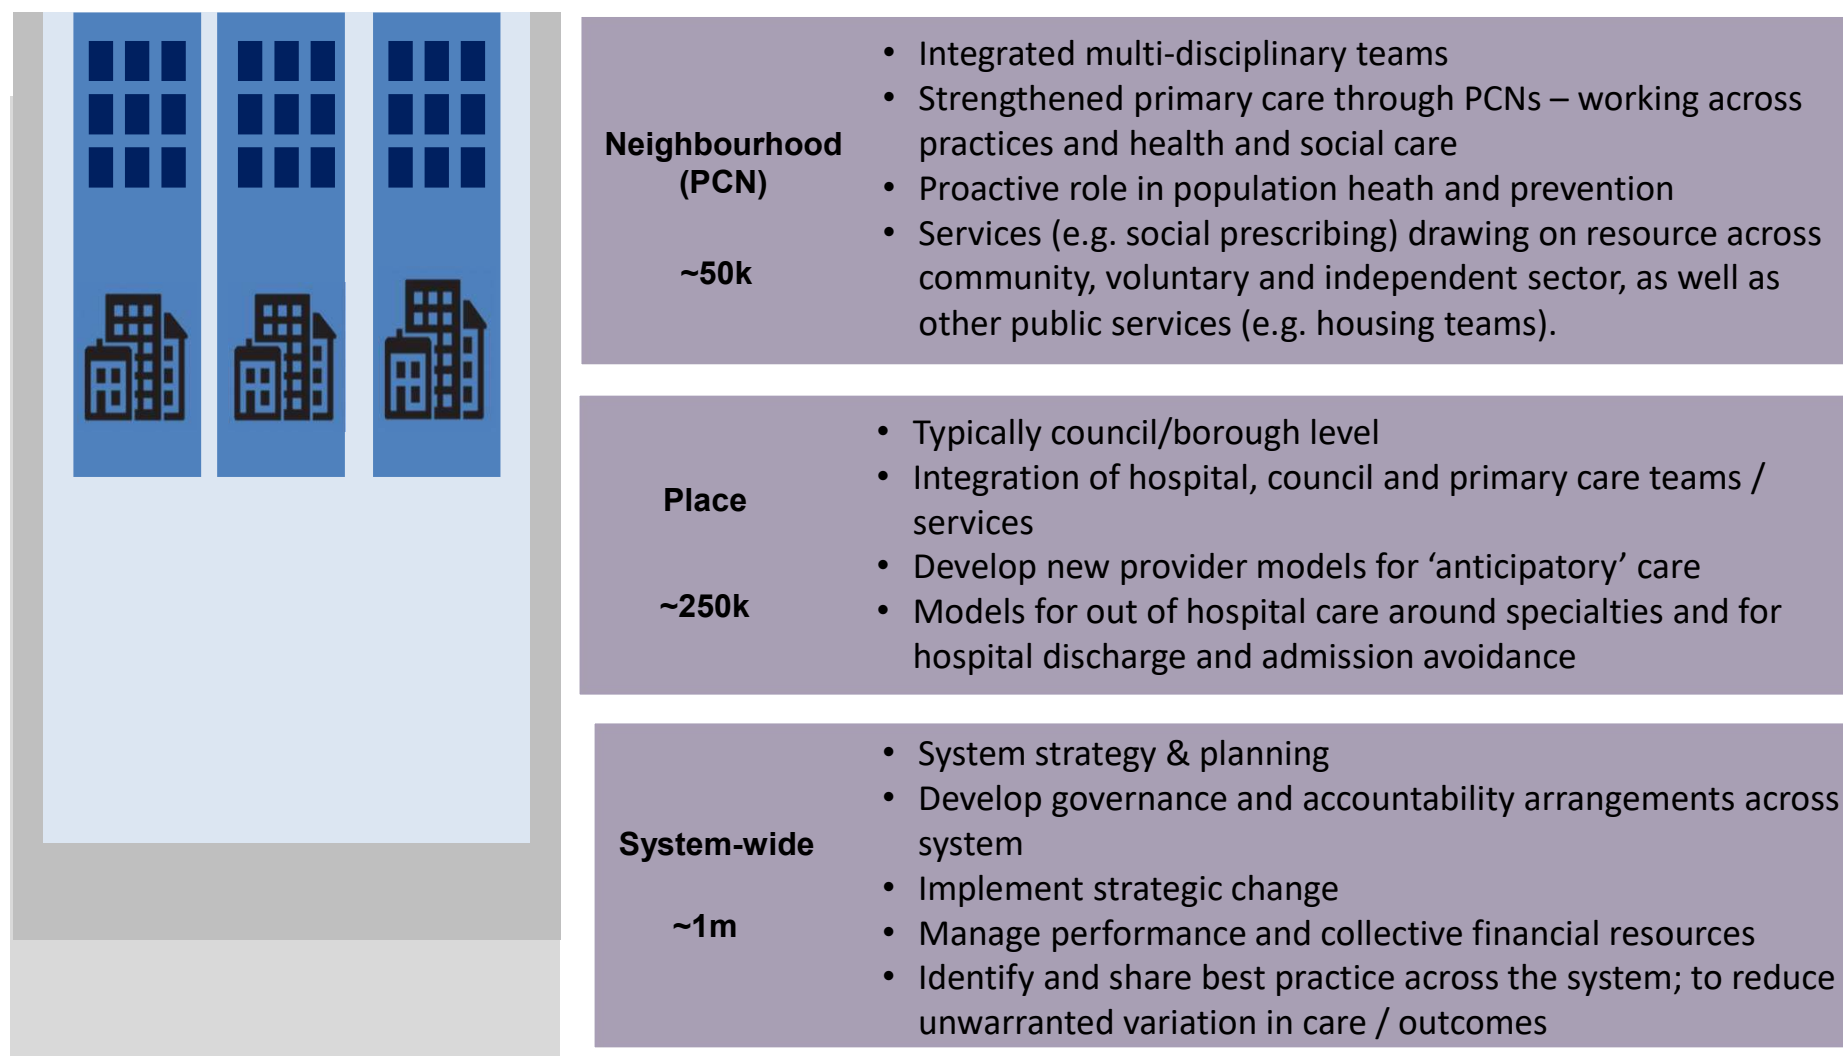 Neighbourhood
(PCN)
~50k
• Integrated multi-disciplinary teams
• Strengthened primary care through PCNs – working across
practices and health and social care
• Proactive role in population heath and prevention
• Services (e.g. social prescribing) drawing on resource across
community, voluntary and independent sector, as well as
other public services (e.g. housing teams).
Place
~250k
• Typically council/borough level
• Integration of hospital, council and primary care teams /
services
• Develop new provider models for ‘anticipatory’ care
• Models for out of hospital care around specialties and for
hospital discharge and admission avoidance
System-wide
~1m
• System strategy & planning
• Develop governance and accountability arrangements across
system
• Implement strategic change
• Manage performance and collective financial resources
• Identify and share best practice across the system; to reduce
unwarranted variation in care / outcomes